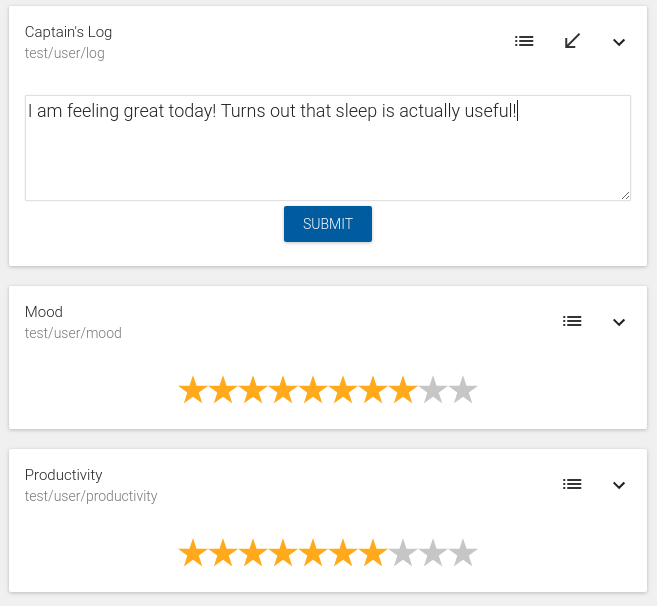 Captain's Log
test/user/log
I am feeling great today! Turns out that sleep is actually useful!
SUBMIT
Mood
test/user/mood
Productivity
test/user/productivity